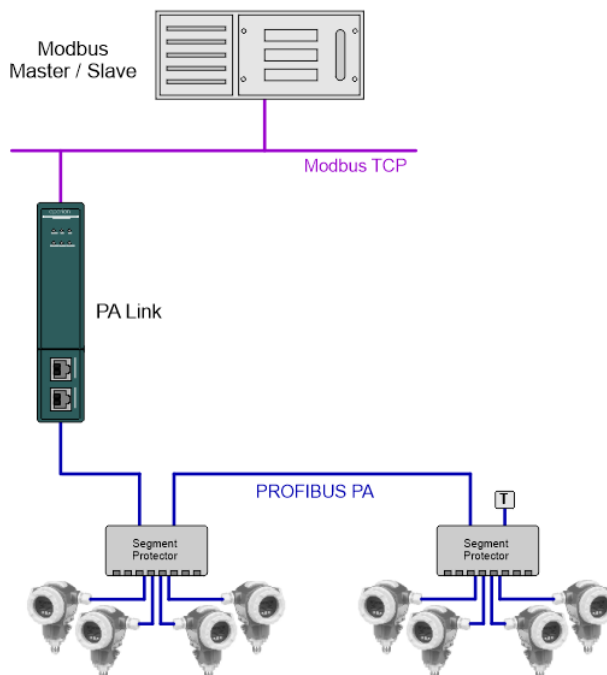 Modbus
Master / Slave
Modbus TCP
PA Link
PROFIBUS PA
T
Segment
Protector
Segment
Protector